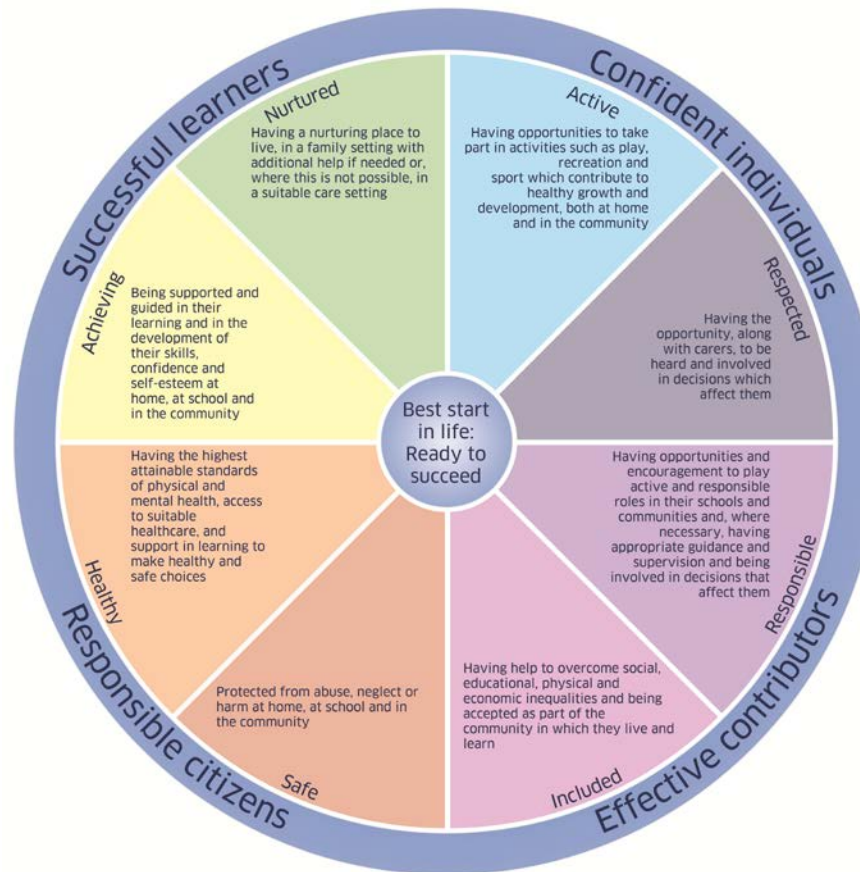 Successful learners
Confident individuals
Nurtured
Having a nurturing place to
live, in a family setting with
additional help if needed or,
where this is not possible, in
a suitable care setting
Active
Having opportunities to take
part in activities such as play,
recreation and
sport which contribute to
healthy growth and
development, both at home
and in the community
Respected
Having the
opportunity, along
with carers, to be
heard and involved
in decisions which
affect them
Achieving
Being supported and
guided in their
learning and in the
development of
their skills,
confidence and
self-esteem at
home, at school and
in the community
Best start
in life:
Ready to
succeed
Healthy
Having the highest
attainable standards
of physical and
mental health, access
to suitable
healthcare, and
support in learning to
make healthy and
safe choices
Responsible
Having opportunities and
encouragement to play
active and responsible
roles in their schools and
communities and, where
necessary, having
appropriate guidance and
supervision and being
involved in decisions that
affect them
Protected from abuse, neglect or
harm at home, at school and in
the community
Safe
Having help to overcome social,
educational, physical and
economic inequalities and being
accepted as part of the
community in which they live and
learn
Included
Responsible citizens
Effective contributors